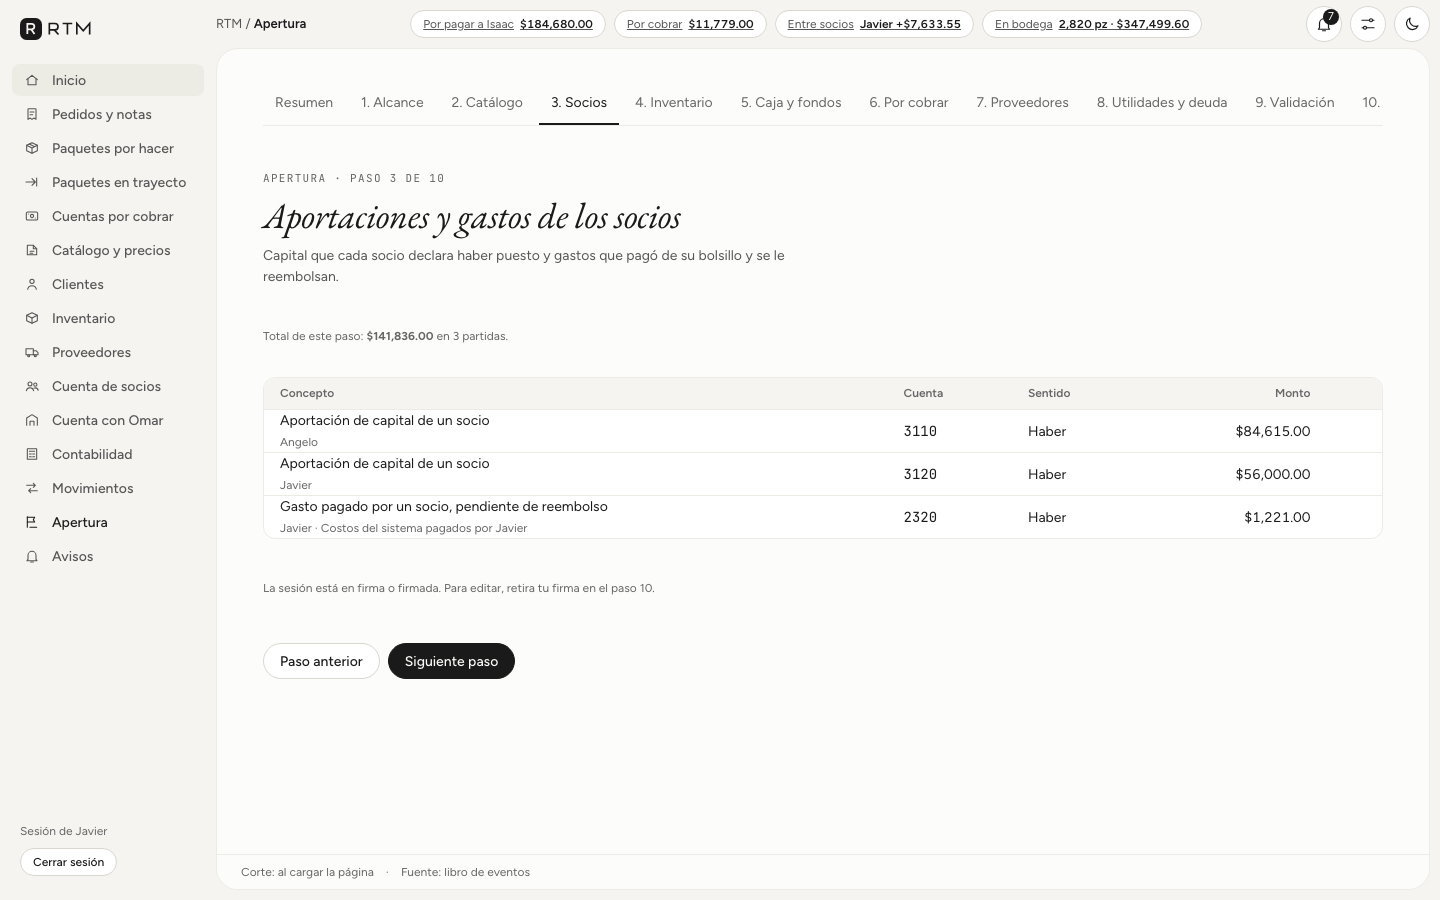 RTM
RTM / Apertura
Por pagar a Isaac $184,680.00
Por cobrar $11,779.00
Entre socios Javier +$7,633.55
En bodega 2,820 pz · $347,499.60
7
Inicio
Pedidos y notas
Paquetes por hacer
Paquetes en trayecto
Cuentas por cobrar
Catálogo y precios
Clientes
Inventario
Proveedores
Cuenta de socios
Cuenta con Omar
Contabilidad
Movimientos
Apertura
Avisos
Sesión de Javier
Cerrar sesión
Resumen 1. Alcance 2. Catálogo 3. Socios 4. Inventario 5. Caja y fondos 6. Por cobrar 7. Proveedores 8. Utilidades y deuda 9. Validación 10.
APERTURA · PASO 3 DE 10
Aportaciones y gastos de los socios
Capital que cada socio declara haber puesto y gastos que pagó de su bolsillo y se le
reembolsan.
Total de este paso: $141,836.00 en 3 partidas.
Concepto Cuenta Sentido Monto
Aportación de capital de un socio
Angelo
3110 Haber $84,615.00
Aportación de capital de un socio
Javier
3120 Haber $56,000.00
Gasto pagado por un socio, pendiente de reembolso
Javier · Costos del sistema pagados por Javier
2320 Haber $1,221.00
La sesión está en firma o firmada. Para editar, retira tu firma en el paso 10.
Paso anterior Siguiente paso
Corte: al cargar la página · Fuente: libro de eventos